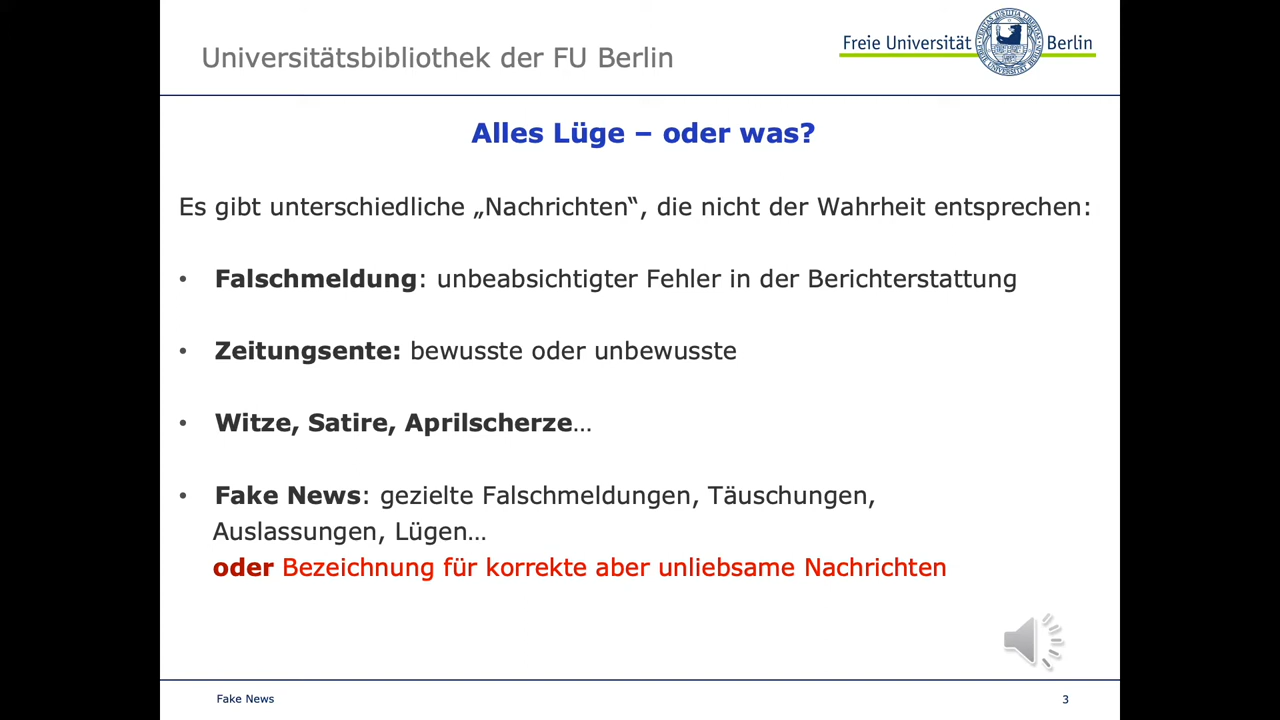 Universitätsbibliothek der FU Berlin
Freie Universität Berlin
Alles Lüge – oder was?
Es gibt unterschiedliche „Nachrichten“, die nicht der Wahrheit entsprechen:
• Falschmeldung: unbeabsichtigter Fehler in der Berichterstattung
• Zeitungsente: bewusste oder unbewusste
• Witze, Satire, Aprilscherze…
• Fake News: gezielte Falschmeldungen, Täuschungen,
Auslassungen, Lügen…
oder Bezeichnung für korrekte aber unliebsame Nachrichten
Fake News
3